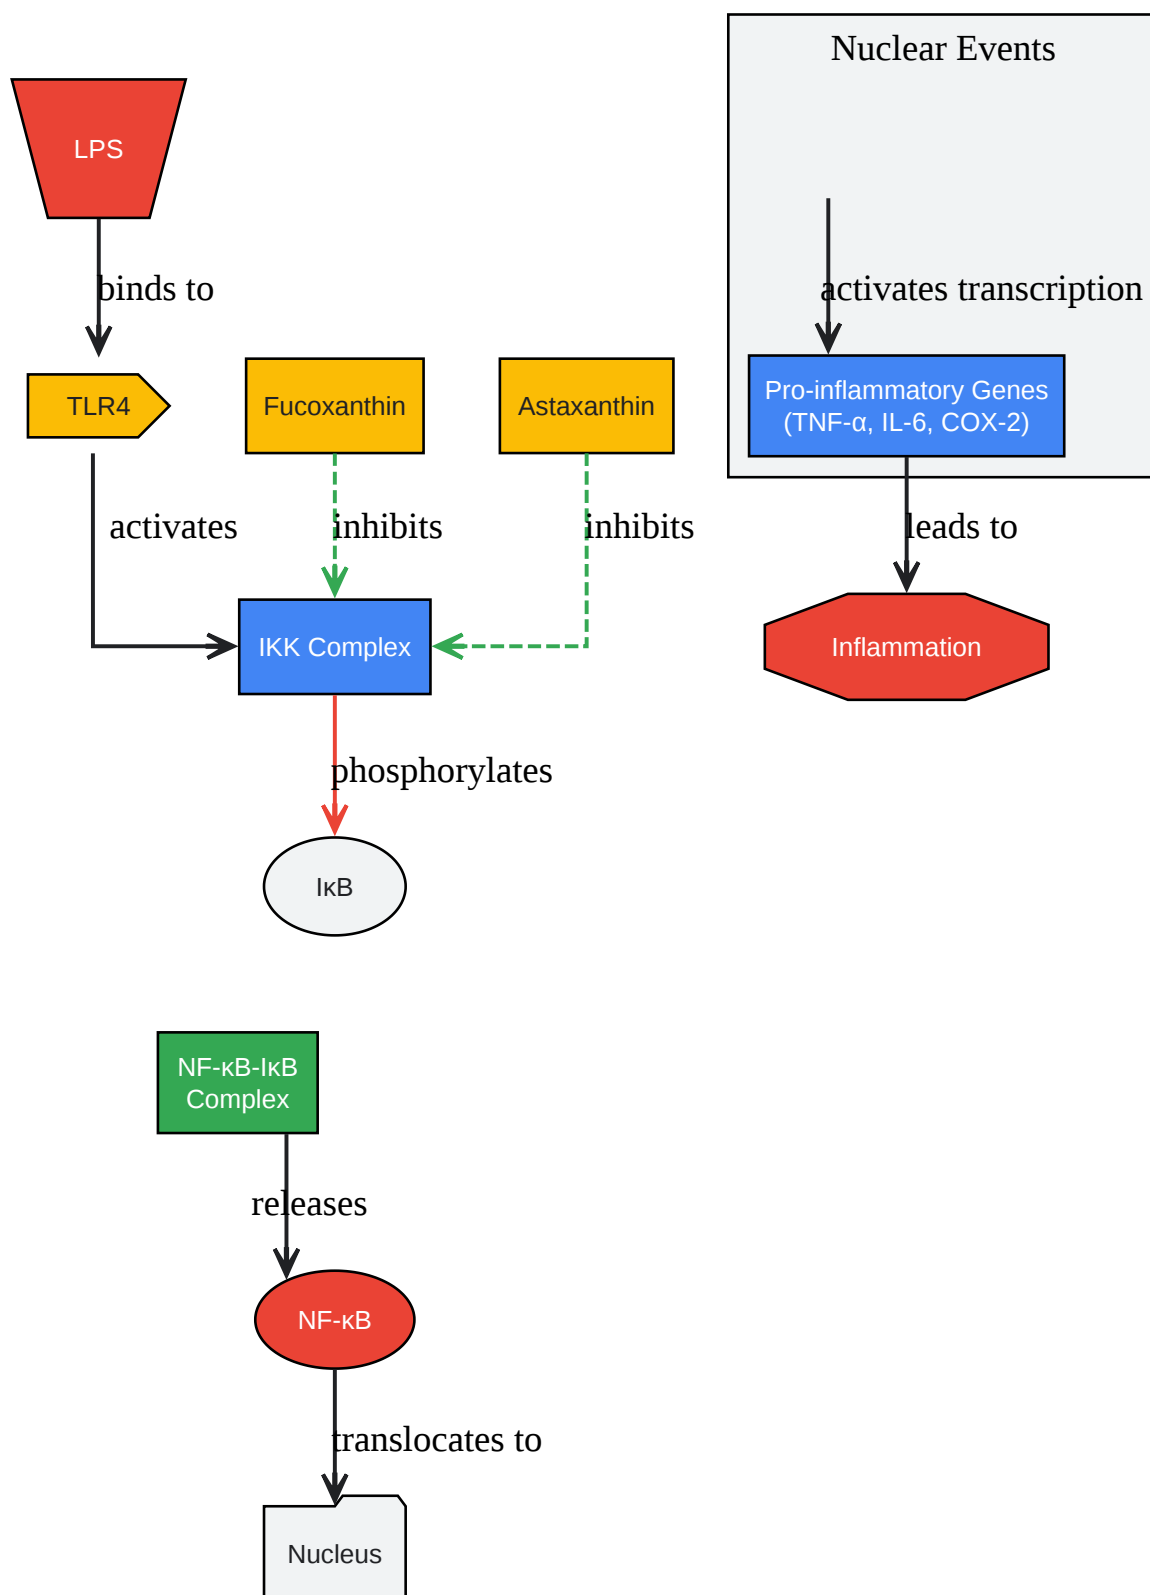 Nuclear Events
LPS
binds to
activates transcription
TLR4
Fucoxanthin
Astaxanthin
Pro-inflammatory Genes
(TNF-α, IL-6, COX-2)
activates
inhibits
inhibits
leads to
IKK Complex
Inflammation
phosphorylates
IκB
NF-κB-IκB
Complex
releases
NF-κB
translocates to
Nucleus